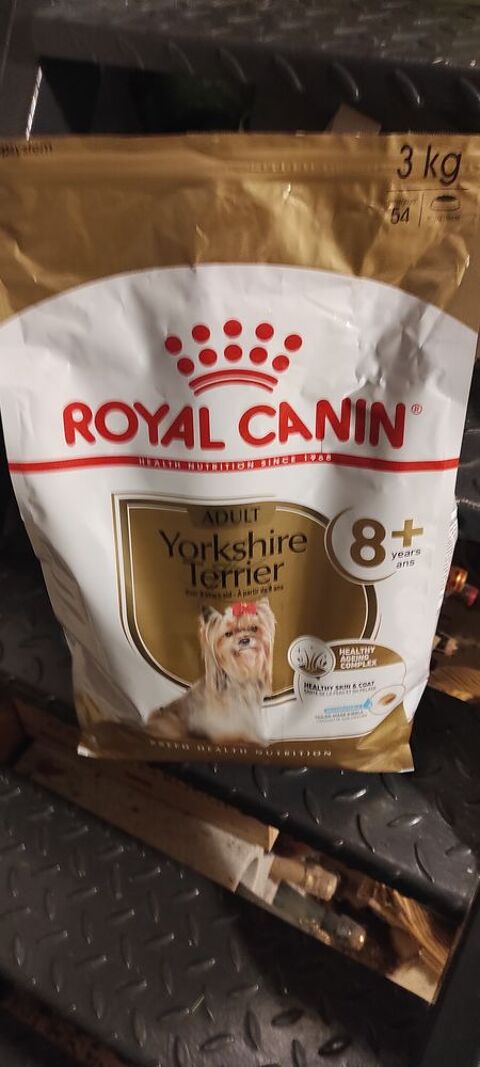 3 kg
54
ROYAL CANIN®
HEALTH NUTRITION SINCE 1968
ADULT
Yorkshire
Terrier
8+
years
ans
HEALTHY
AGEING
COMPLEX
HEALTHY SKIN & COAT
BREED HEALTH NUTRITION